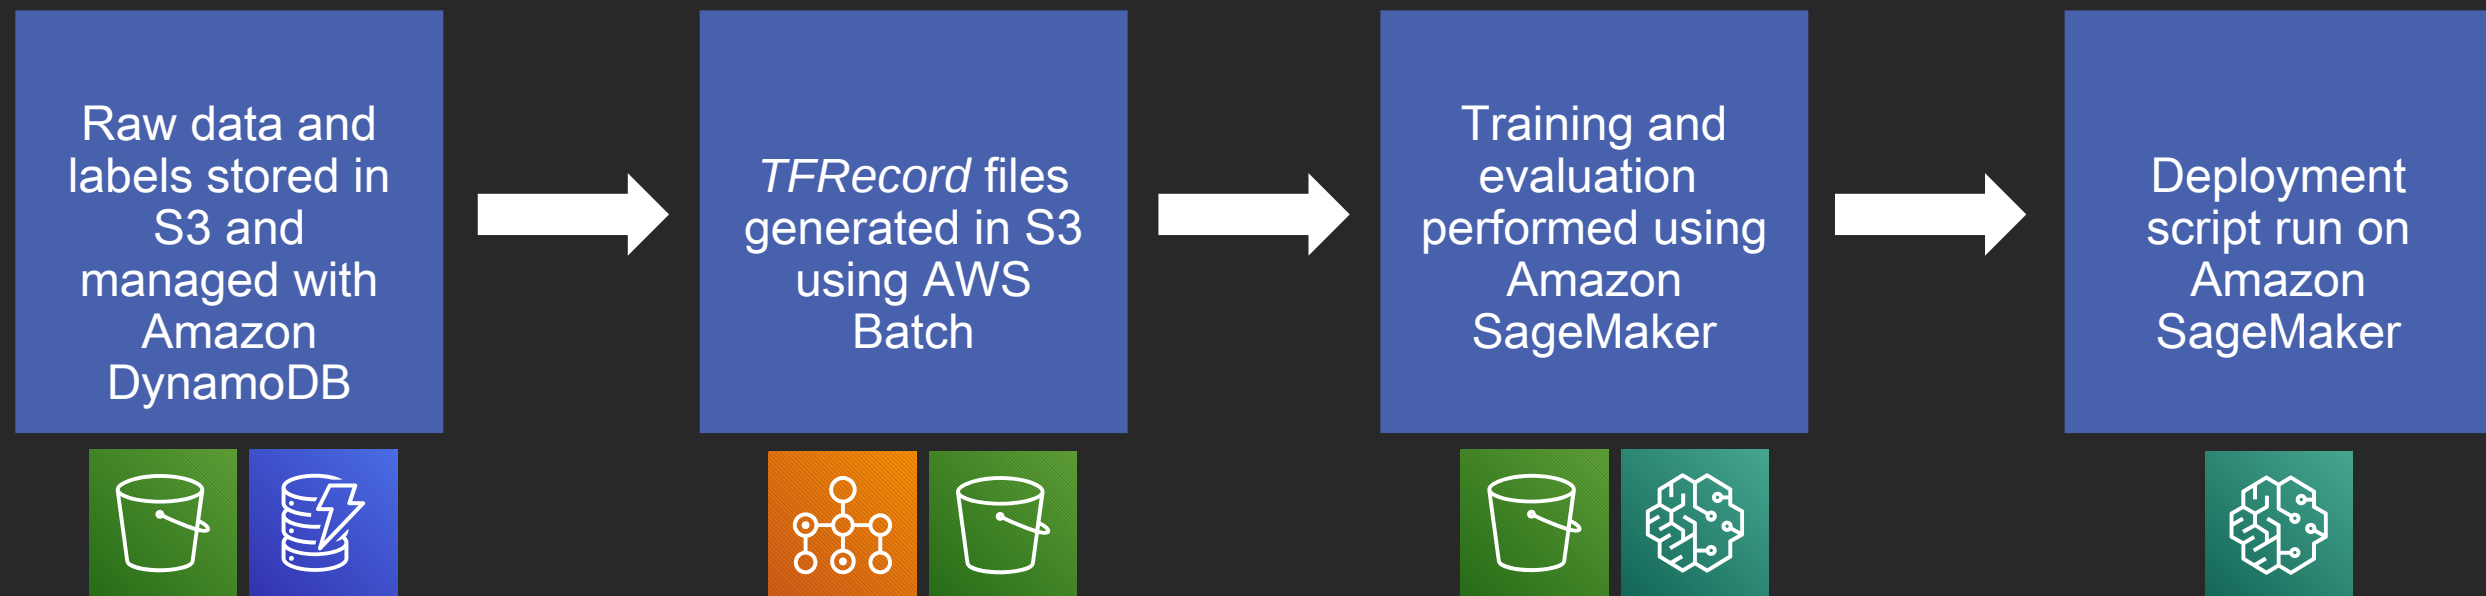 Raw data and
labels stored in
S3 and
managed with
Amazon
DynamoDB
TFRecord files
generated in S3
using AWS
Batch
Training and
evaluation
performed using
Amazon
SageMaker
Deployment
script run on
Amazon
SageMaker